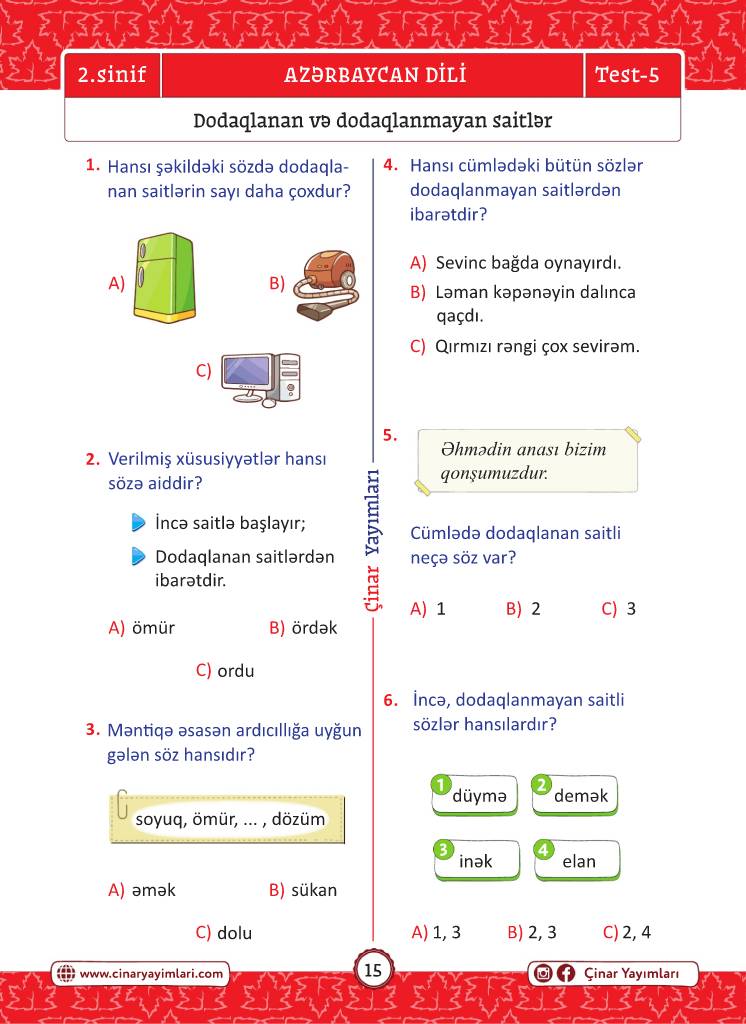 2.sinif
AZƏRBAYCAN DİLİ
Test-5
Dodaqlanan və dodaqlanmayan saitlər
1. Hansı şəkildəki sözdə dodaqla-
nan saitlərin sayı daha çoxdur?
A)
B)
C)
2. Verilmiş xüsusiyyətlər hansı
sözə aiddir?
İncə saitlə başlayır;
Dodaqlanan saitlərdən
ibarətdir.
A) ömür
B) ördək
C) ordu
3. Məntiqə əsasən ardıcıllığa uyğun
gələn söz hansıdır?
soyuq, ömür, ... , dözüm
A) əmək
B) sükan
C) dolu
Çinar Yayımları
4. Hansı cümlədəki bütün sözlər
dodaqlanmayan saitlərdən
ibarətdir?
A) Sevinc bağda oynayırdı.
B) Ləman kəpənəyin dalınca
qaçdı.
C) Qırmızı rəngi çox sevirəm.
5.
Əhmədin anası bizim
qonşumuzdur.
Cümlədə dodaqlanan saitli
neçə söz var?
A) 1
B) 2
C) 3
6. İncə, dodaqlanmayan saitli
sözlər hansılardır?
1 düymə
2 demək
3 inək
4 elan
A) 1, 3
B) 2, 3
C) 2, 4
www.cinaryayimlari.com
15
Çinar Yayımları